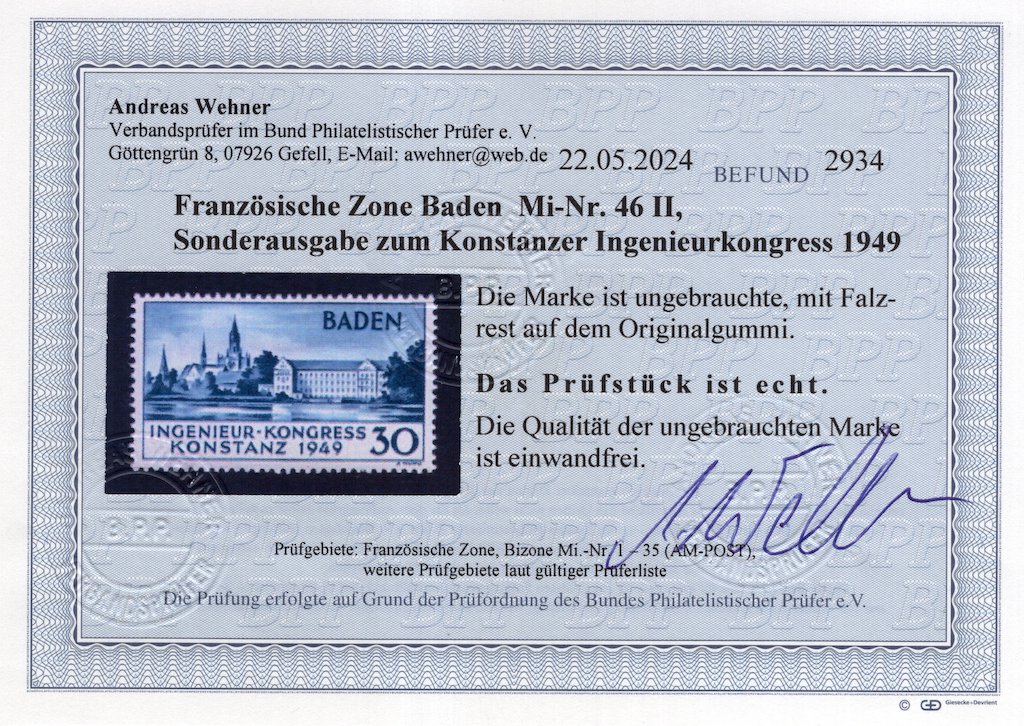 Andreas Wehner
Verbandsprüfer im Bund Philatelistischer Prüfer e. V.
Göttengrün 8, 07926 Gefell, E-Mail: awehner@web.de 22.05.2024 BEFUND 2934
Französische Zone Baden Mi-Nr. 46 II,
Sonderausgabe zum Konstanzer Ingenieurkongress 1949
BADEN
INGENIEUR·KONGRESS
KONSTANZ 1949 30
Die Marke ist ungebrauchte, mit Falz-
rest auf dem Originalgummi.
Das Prüfstück ist echt.
Die Qualität der ungebrauchten Marke
ist einwandfrei.
Prüfgebiete: Französische Zone, Bizone Mi.-Nr. 1 – 35 (AM-POST),
weitere Prüfgebiete laut gültiger Prüferliste
Die Prüfung erfolgte auf Grund der Prüfordnung des Bundes Philatelistischer Prüfer e.V.
© Giesecke+Devrient